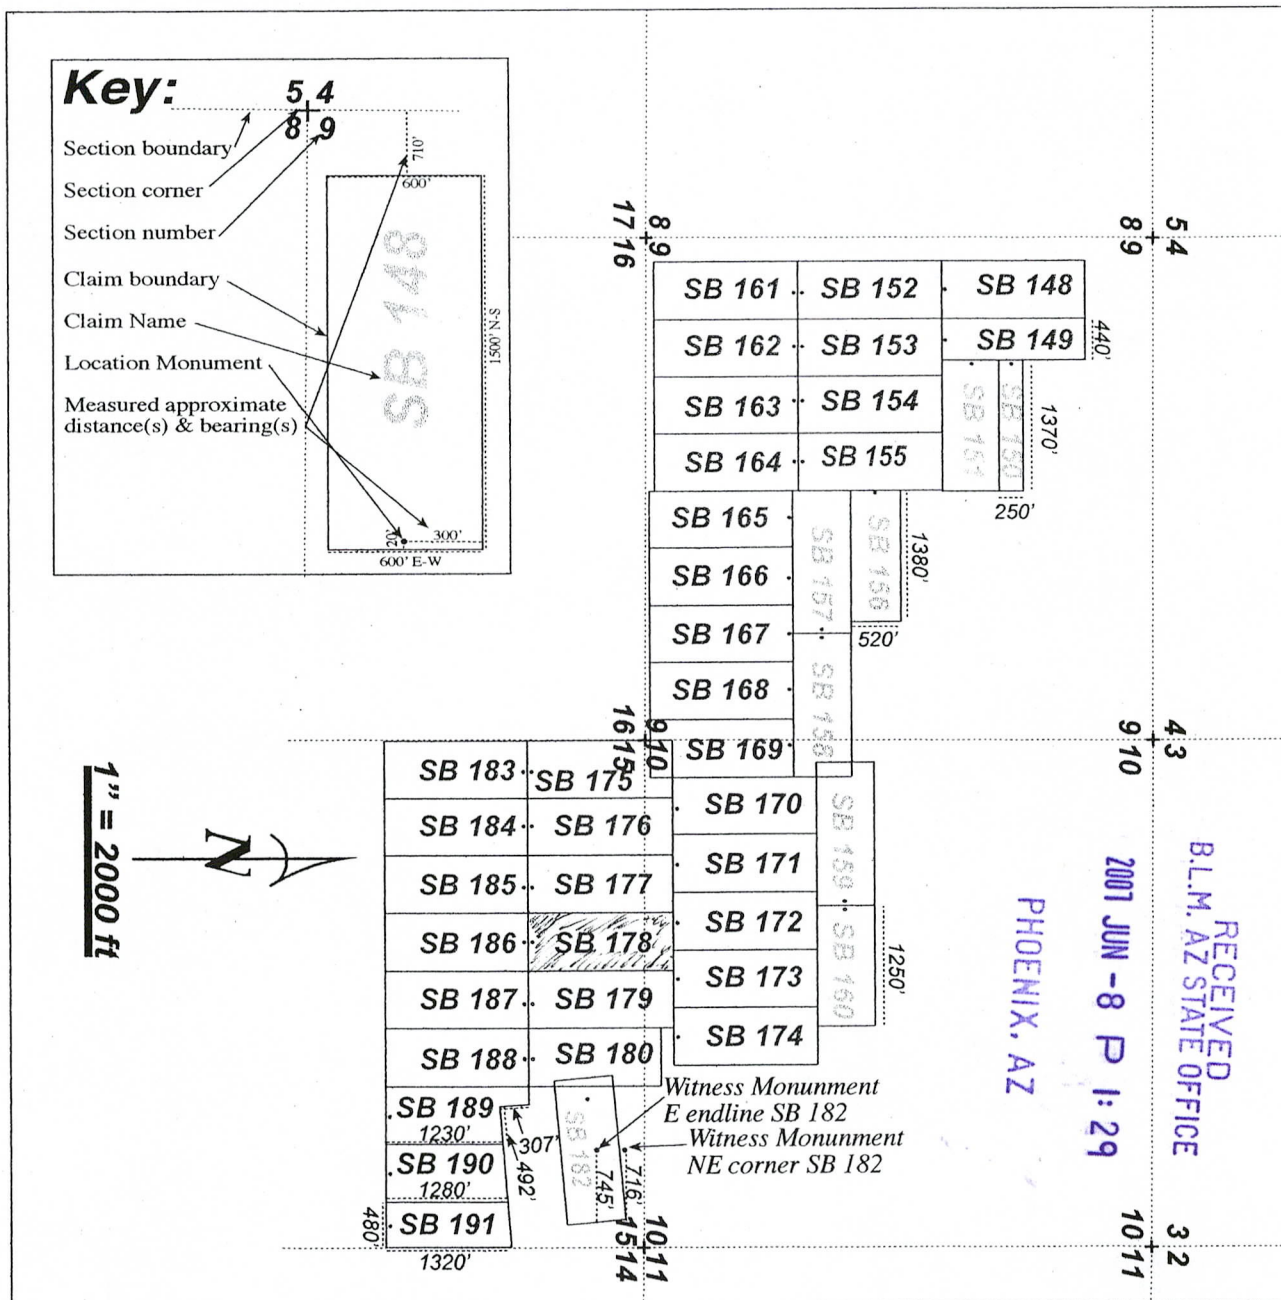 Key:
5 4
8 9
Section boundary
Section corner
Section number
Claim boundary
Claim Name
Location Monument
Measured approximate
distance(s) & bearing(s)
710'
600'
SB 148
1500' N-S
20'
300'
600' E-W
17 16
8 9
8 9
5 4
SB 161
SB 152
SB 148
SB 162
SB 153
SB 149
440'
SB 163
SB 154
SB 151
SB 150
1370'
SB 164
SB 155
250'
SB 165
SB 157
SB 156
1380'
SB 166
SB 167
520'
SB 168
SB 158
SB 169
16 15
9 10
9 10
4 3
SB 183
SB 175
SB 170
SB 159
SB 184
SB 176
SB 185
SB 177
SB 171
SB 186
SB 178
SB 172
SB 160
1250'
SB 187
SB 179
SB 173
SB 188
SB 180
SB 174
1" = 2000 ft
N
Witness Monunment
E endline SB 182
Witness Monunment
NE corner SB 182
SB 189
1230'
307'
492'
SB 182
745'
716'
SB 190
1280'
480'
SB 191
1320'
15 14
10 11
10 11
3 2
RECEIVED
B.L.M. AZ STATE OFFICE
2007 JUN -8 P 1:29
PHOENIX, AZ